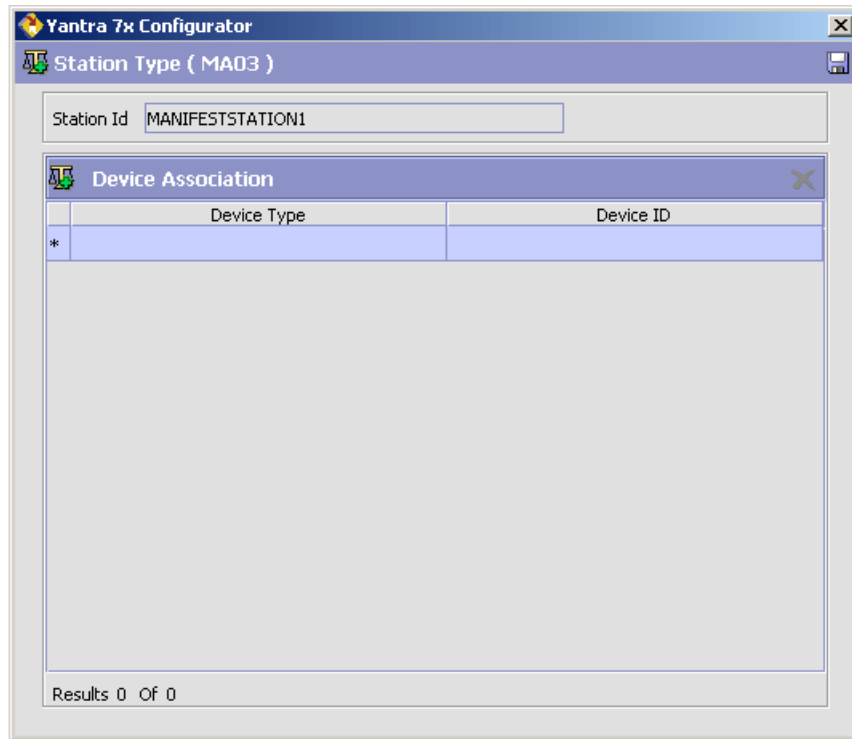 Yantra 7x Configurator
Station Type ( MA03 )
Station Id MANIFESTSTATION1
Device Association
Device Type Device ID
*
Results 0 Of 0